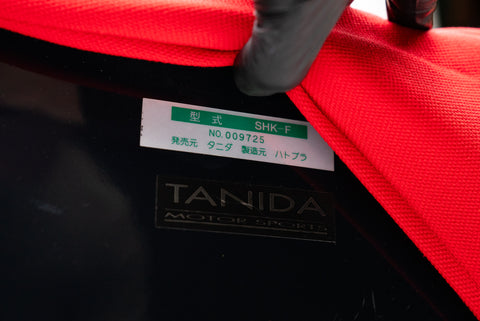 型式 SHK-F
NO.009725
発売元 タニダ 製造元 ハトプラ
TANIDA
MOTOR SPORTS